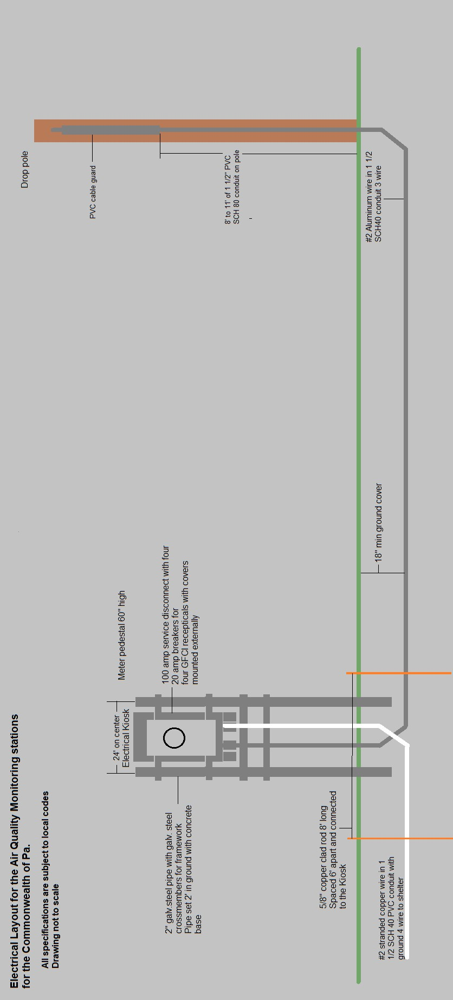 Electrical Layout for the Air Quality Monitoring stations
for the Commonwealth of Pa.
All specifications are subject to local codes
Drawing not to scale
Drop pole
PVC cable guard
8' to 11' of 1 1/2" PVC
SCH 80 conduit on pole
#2 Aluminum wire in 1 1/2
SCH40 conduit 3 wire
18" min ground cover
Meter pedestal 60" high
100 amp service disconnect with four
20 amp breakers for
four GFCI recepticals with covers
mounted externally
24' on center
Electrical Kiosk
2" galv.steel pipe with galv. steel
crossmembers for framework
Pipe set 2' in ground with concrete
base
5/8" copper clad rod 8' long
Spaced 6' apart and connected
to the Kiosk
#2 stranded copper wire in 1
1/2 SCH 40 PVC conduit with
ground 4 wire to shelter